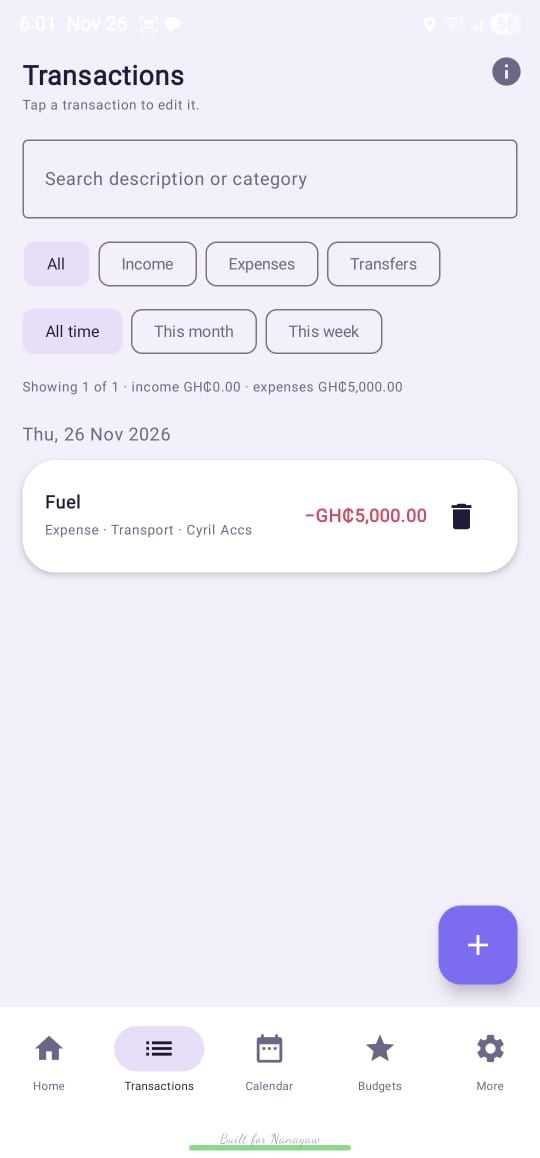 6:01 Nov 26
Transactions
Tap a transaction to edit it.
Search description or category
All Income Expenses Transfers
All time This month This week
Showing 1 of 1 · income GH₵0.00 · expenses GH₵5,000.00
Thu, 26 Nov 2026
Fuel
−GH₵5,000.00
Expense · Transport · Cyril Accs
Home Transactions Calendar Budgets More
Built for Nanayaw